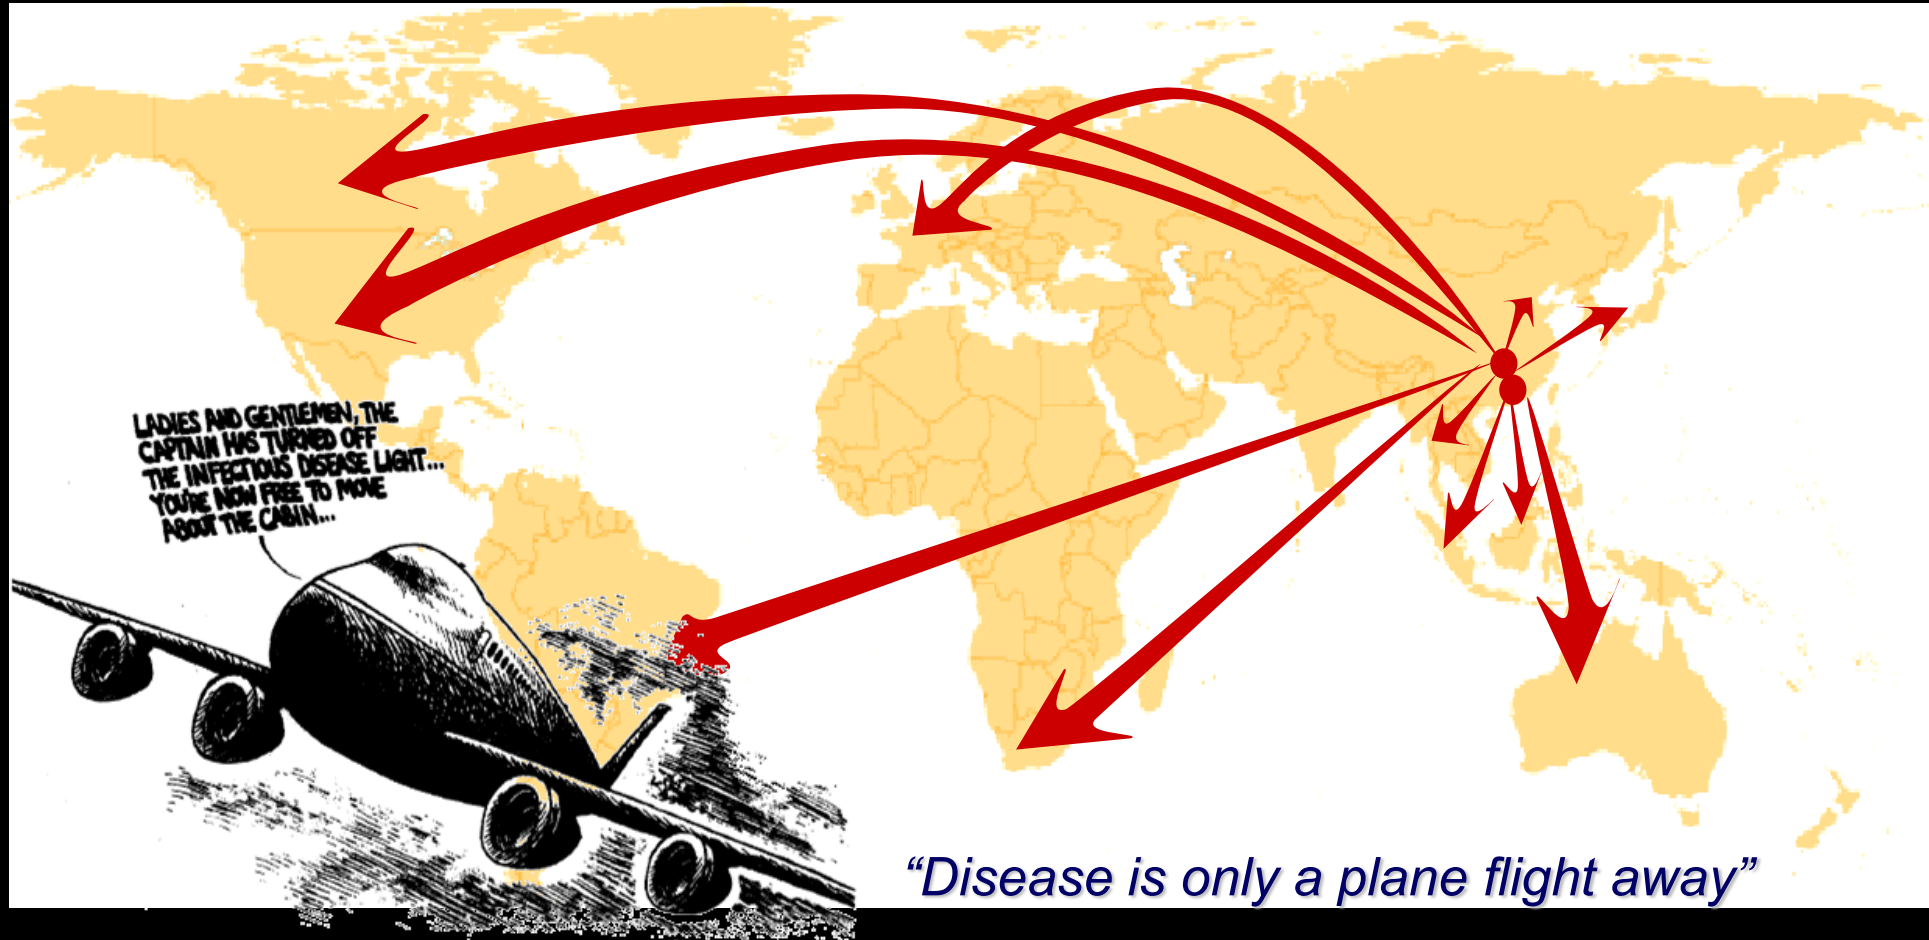 LADIES AND GENTLEMEN, THE
CAPTAIN HAS TURNED OFF
THE INFECTIOUS DISEASE LIGHT...
YOU'RE NOW FREE TO MOVE
ABOUT THE CABIN...
“Disease is only a plane flight away”